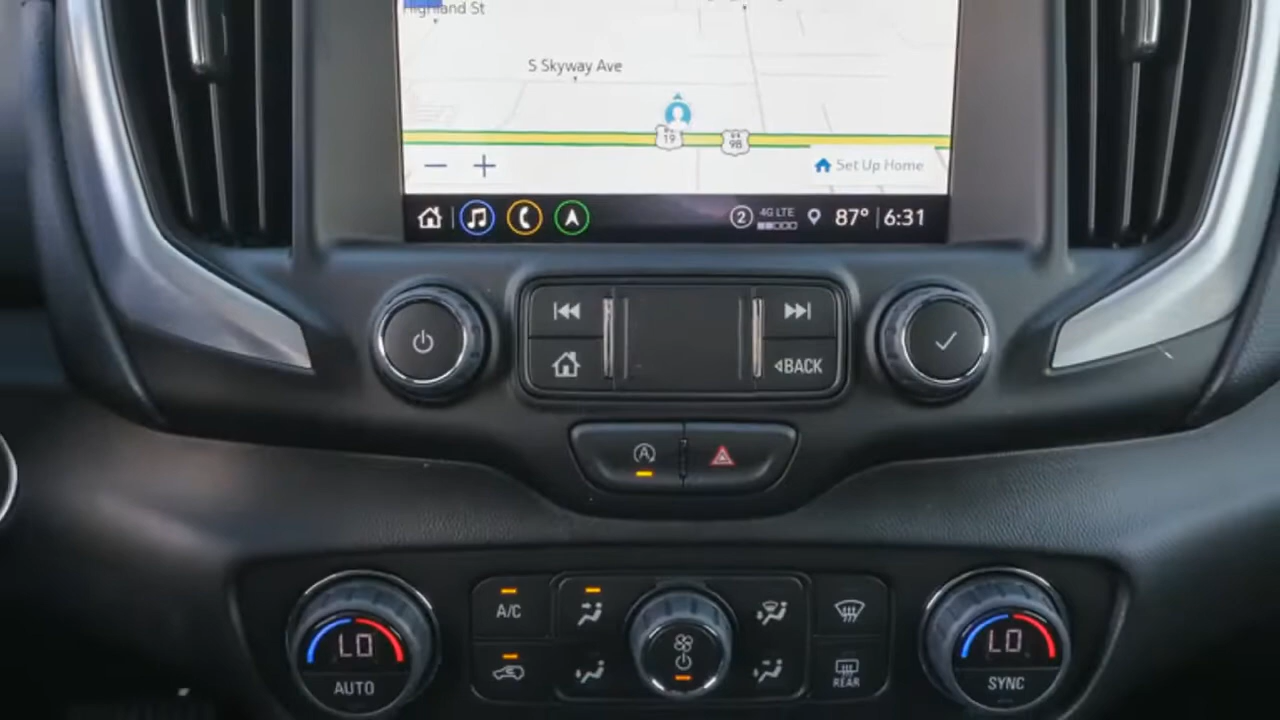 Highland St
S Skyway Ave
19
98
Set Up Home
2
4G LTE
87° 6:31
BACK
A
A/C
LO
AUTO
LO
SYNC
REAR